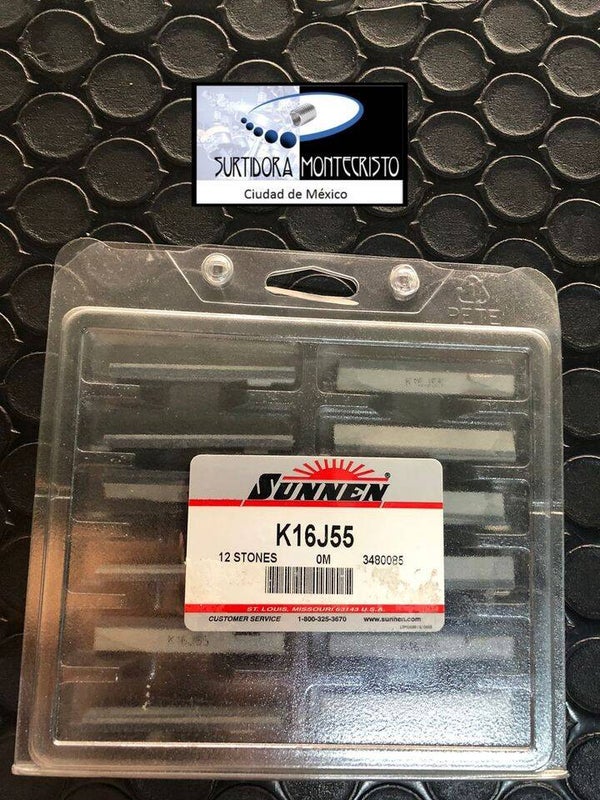 SURTIDORA MONTECRISTO
Ciudad de México
PETE
K16J55
SUNNEN
K16J55
12 STONES 0M 3480085
ST. LOUIS, MISSOURI 63143 U.S.A.
CUSTOMER SERVICE 1-800-325-3670 www.sunnen.com
K16J55